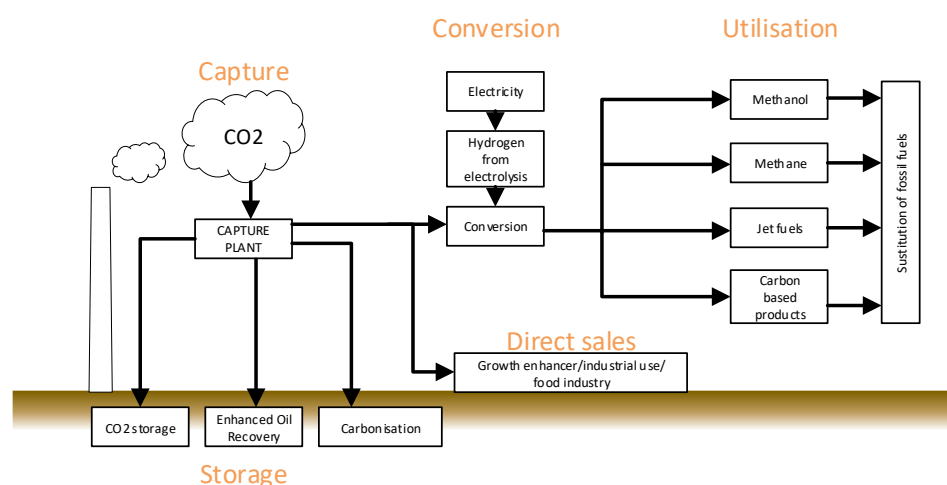 Conversion
Utilisation
Capture
Electricity
Methanol
CO2
Hydrogen
from
electrolysis
Methane
CAPTURE
PLANT
Conversion
Jet fuels
Carbon
based
products
Sustitution of fossil fuels
Direct sales
Growth enhancer/industrial use/
food industry
CO2 storage
Enhanced Oil
Recovery
Carbonisation
Storage